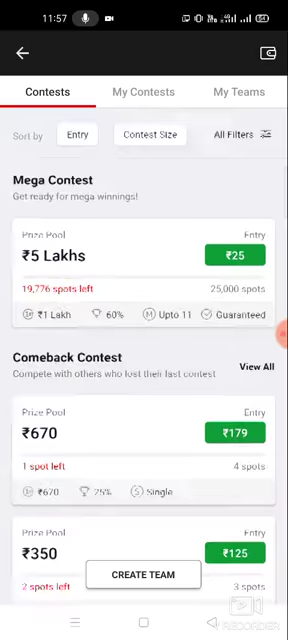 11:57
54
Contests My Contests My Teams
Sort by Entry Contest Size All Filters
Mega Contest
Get ready for mega winnings!
Prize Pool Entry
₹5 Lakhs ₹25
19,776 spots left 25,000 spots
₹1 Lakh 60% M Upto 11 Guaranteed
Comeback Contest
Compete with others who lost their last contest View All
Prize Pool Entry
₹670 ₹179
1 spot left 4 spots
₹670 25% S Single
Prize Pool Entry
₹350 ₹125
2 spots left 3 spots
CREATE TEAM
RECORDER